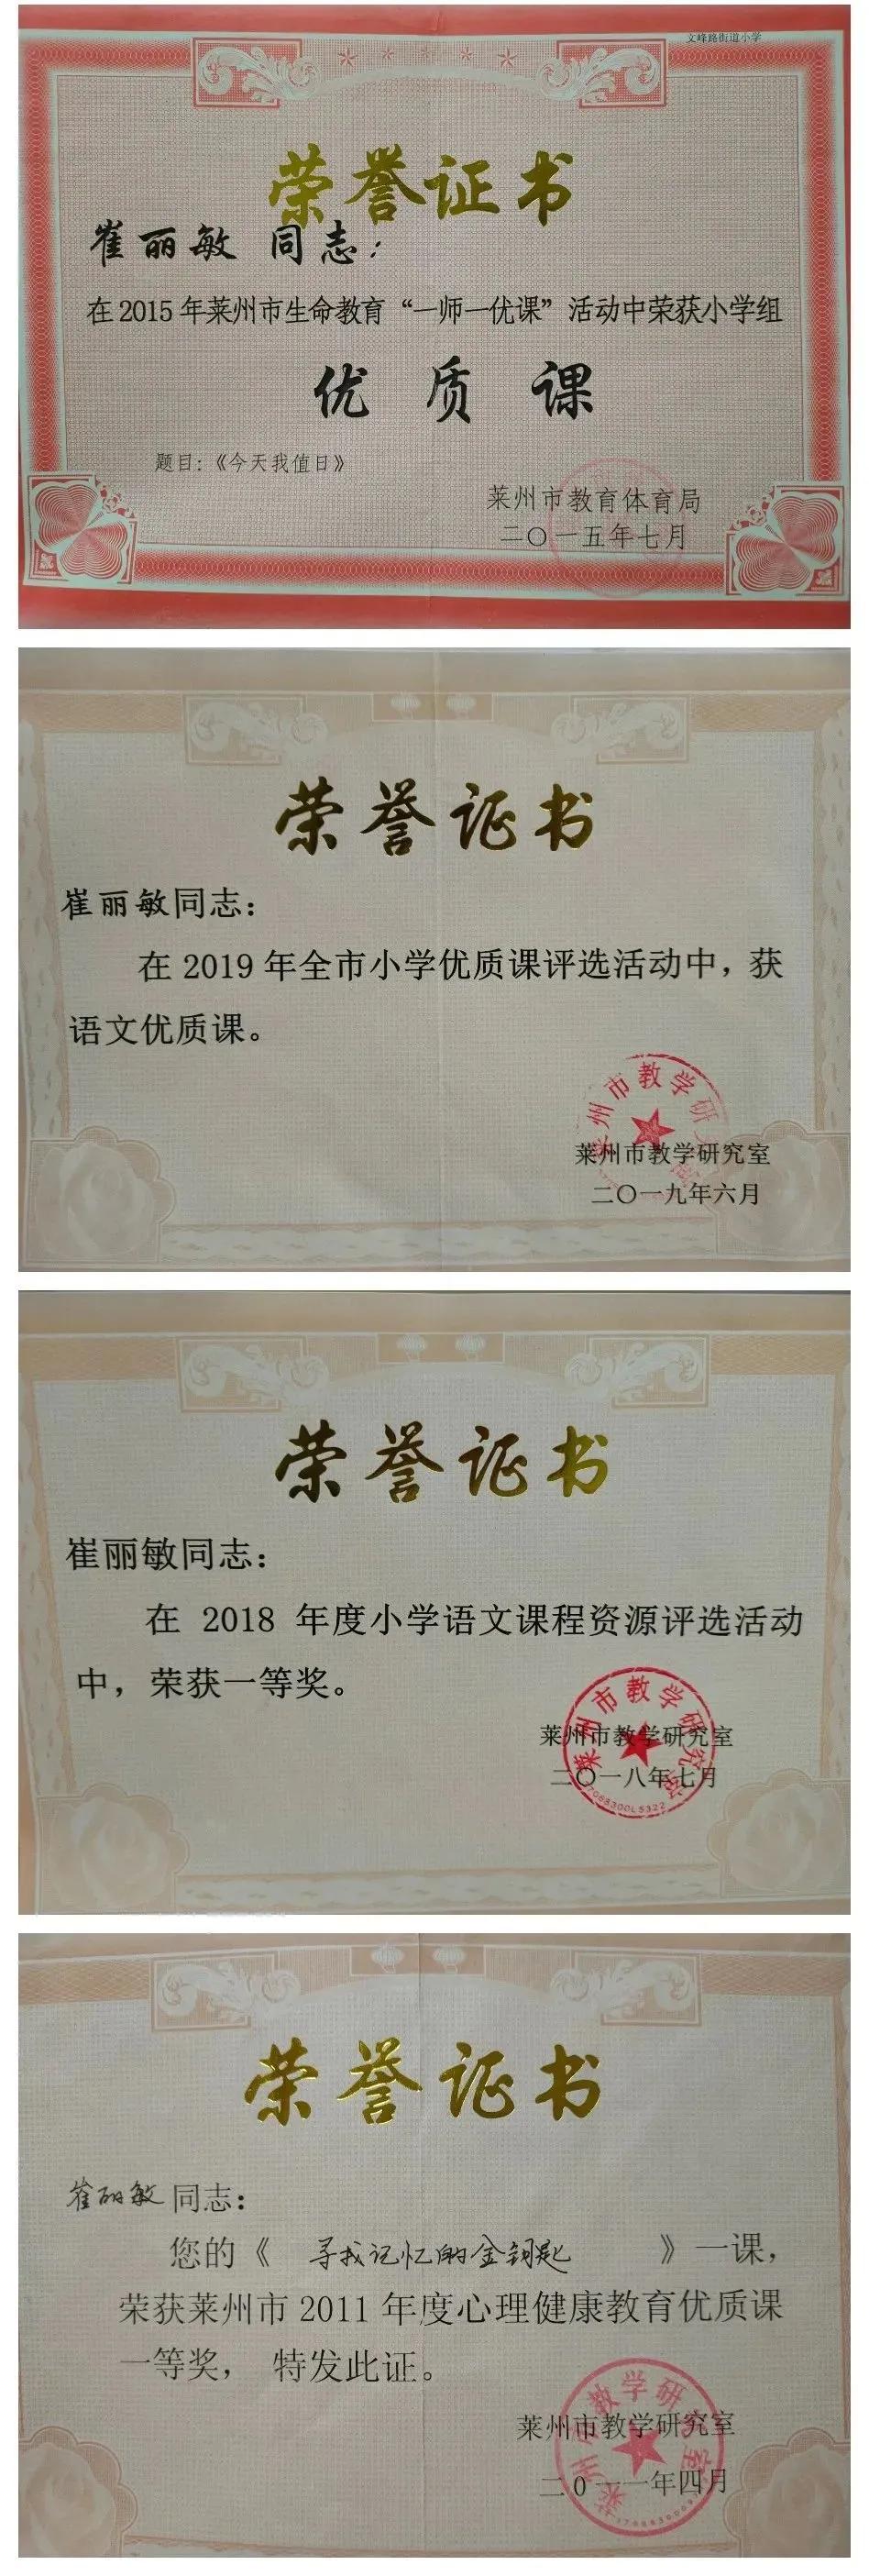 文峰路街道小学
荣誉证书
崔丽敏 同志：
在2015年莱州市生命教育“一师一优课”活动中荣获小学组
优质课
题目：《今天我值日》
莱州市教育体育局
二〇一五年七月
荣誉证书
崔丽敏同志：
在2019年全市小学优质课评选活动中，获
语文优质课。
莱州市教学研究室
二〇一九年六月
荣誉证书
崔丽敏同志：
在 2018 年度小学语文课程资源评选活动
中，荣获一等奖。
莱州市教学研究室
二〇一八年七月
荣誉证书
崔丽敏同志：
您的《 寻找记忆的金钥匙 》一课，
荣获莱州市2011年度心理健康教育优质课
一等奖， 特发此证。
莱州市教学研究室
二0一一年四月